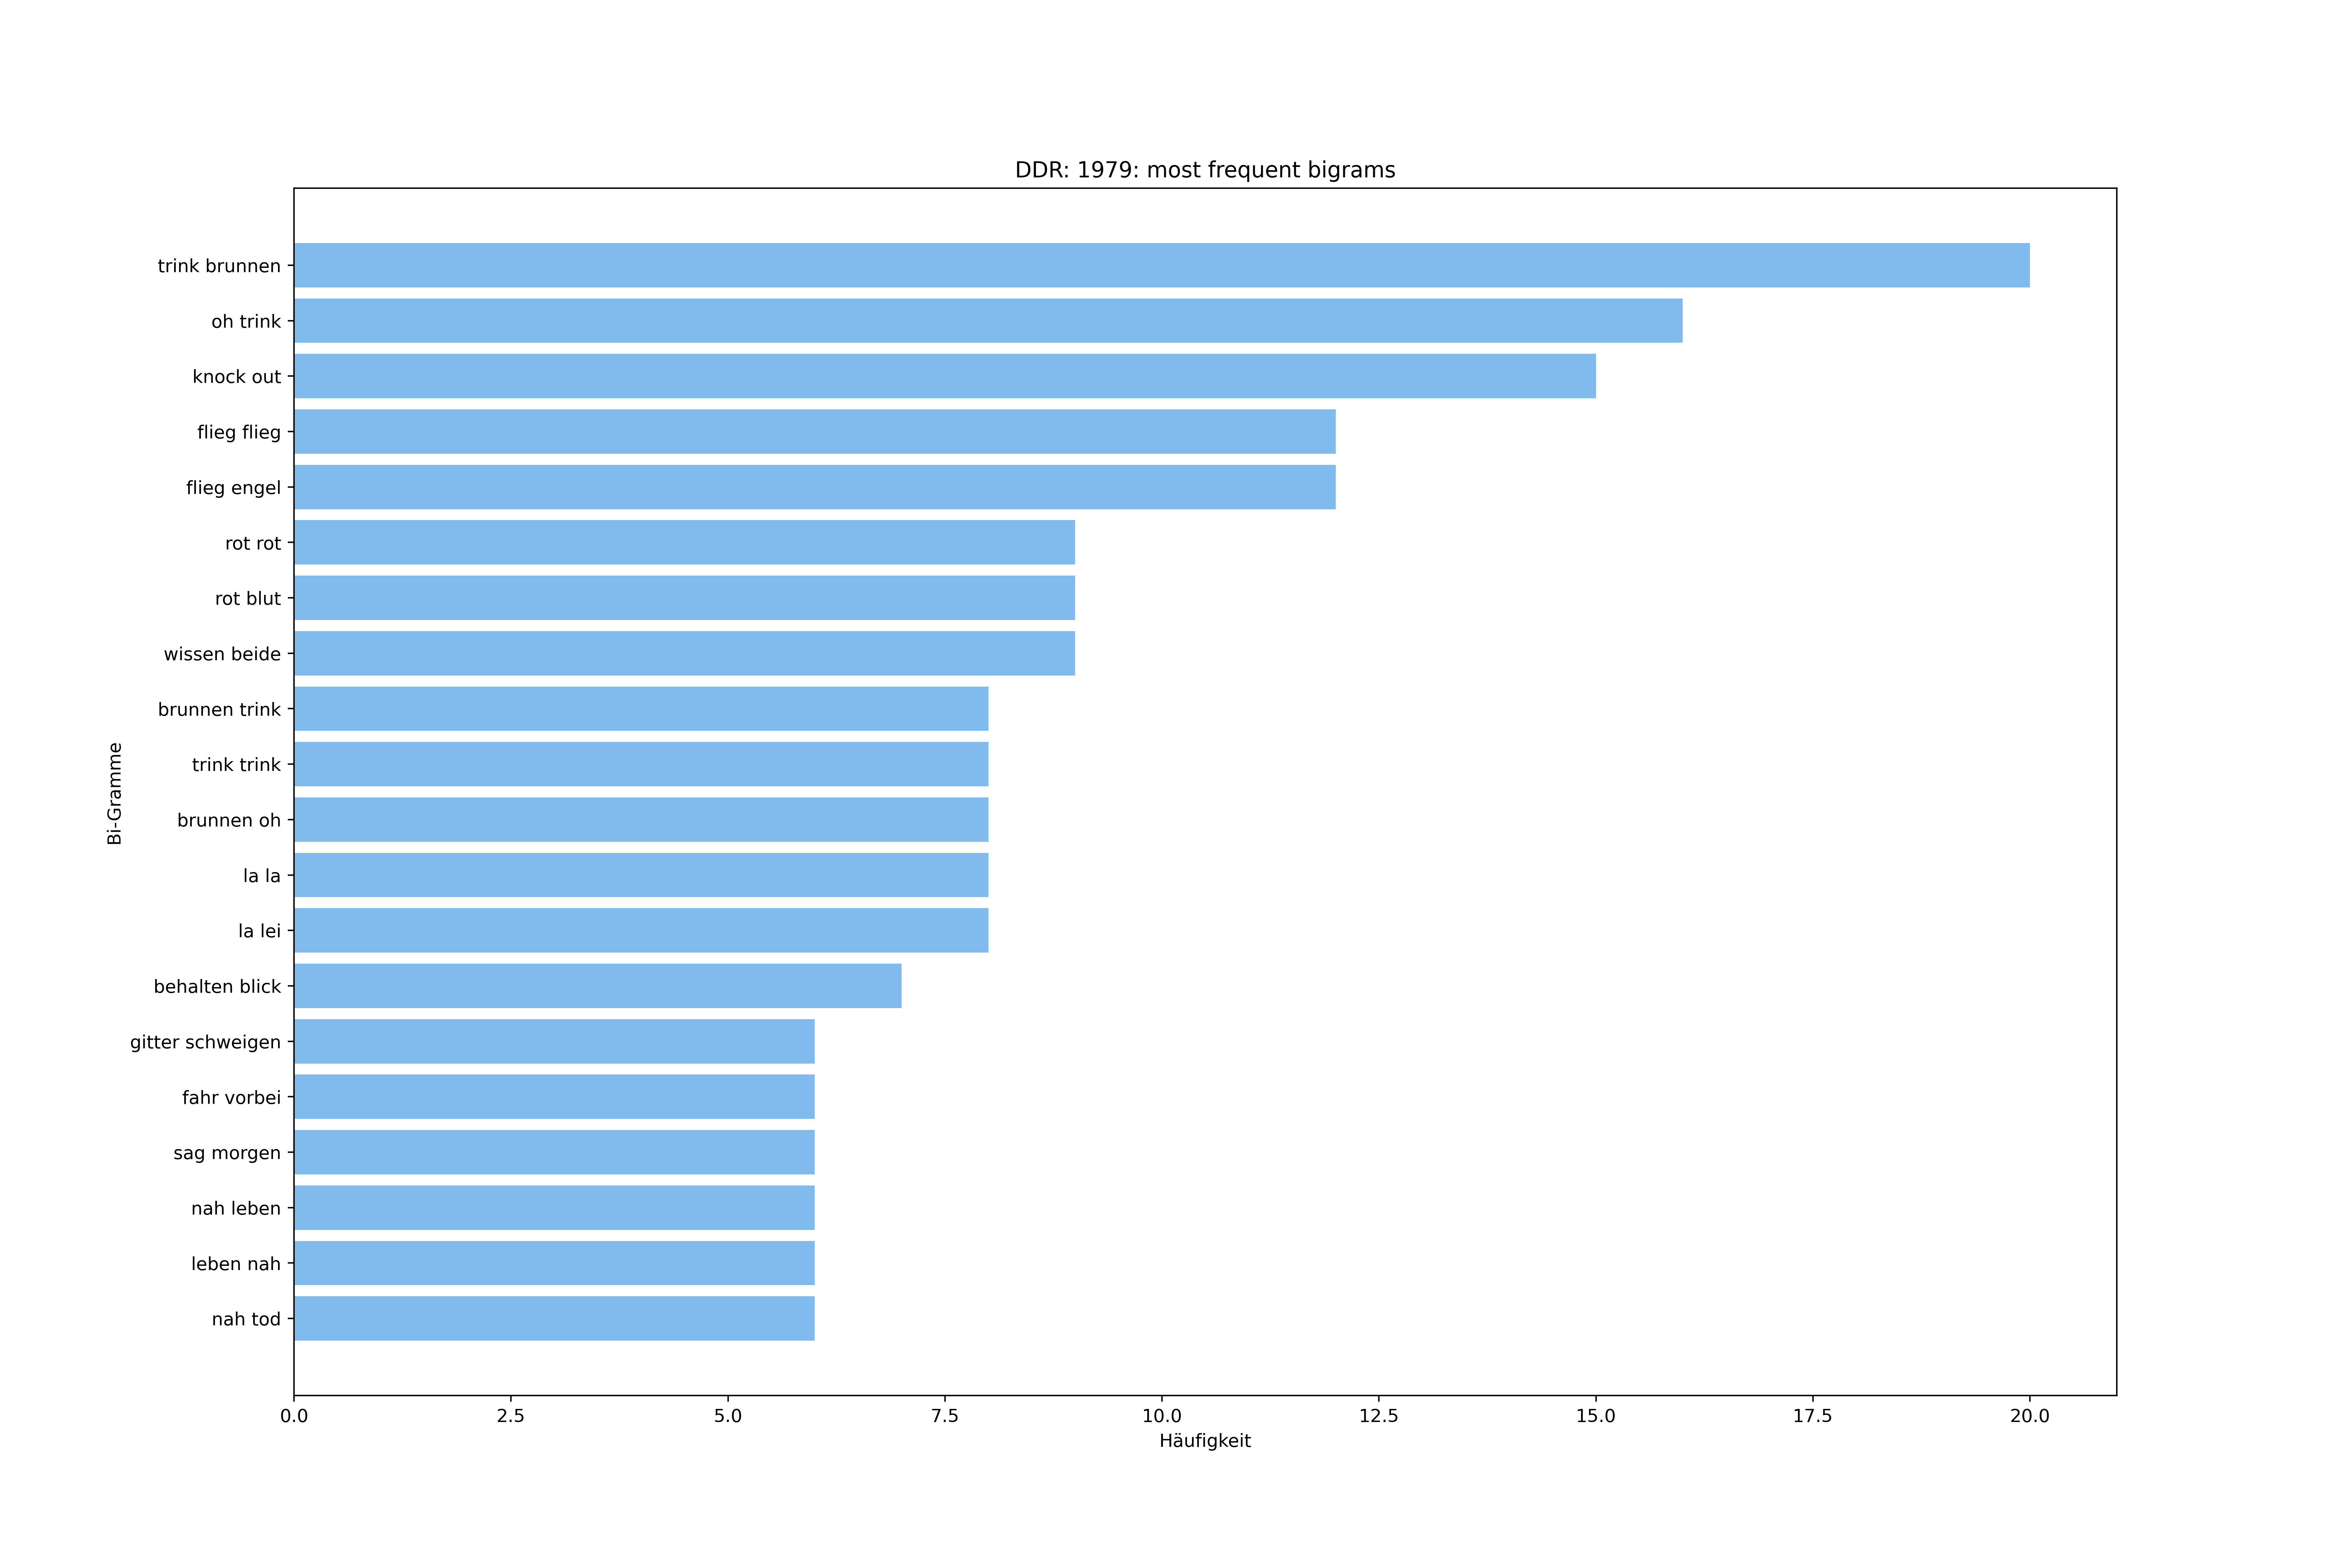 DDR: 1979: most frequent bigrams
trink brunnen
oh trink
knock out
flieg flieg
flieg engel
rot rot
rot blut
wissen beide
brunnen trink
trink trink
brunnen oh
la la
la lei
behalten blick
gitter schweigen
fahr vorbei
sag morgen
nah leben
leben nah
nah tod
Bi-Gramme
0.0 2.5 5.0 7.5 10.0 12.5 15.0 17.5 20.0
Häufigkeit